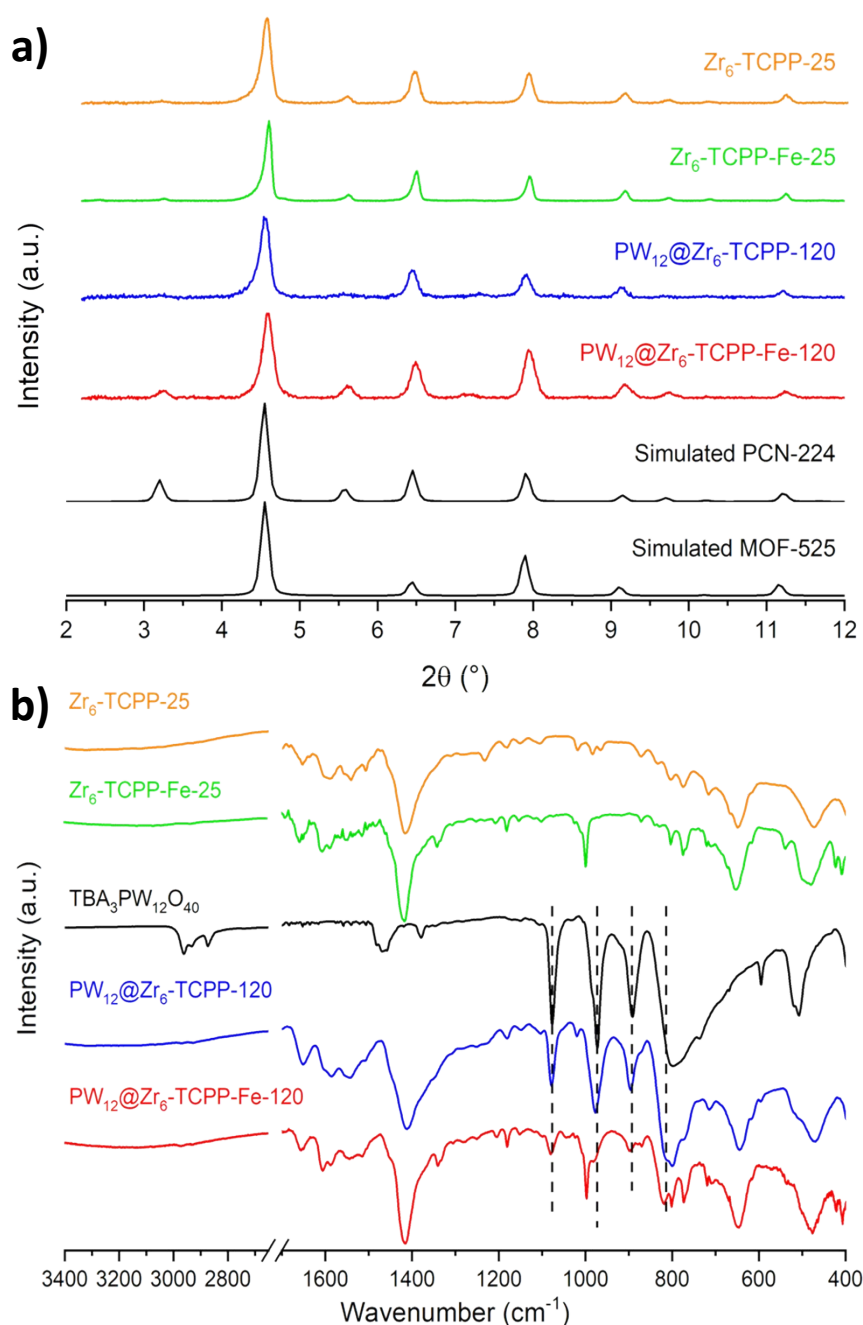 a)
Zr₆-TCPP-25
Zr₆-TCPP-Fe-25
PW₁₂@Zr₆-TCPP-120
PW₁₂@Zr₆-TCPP-Fe-120
Simulated PCN-224
Simulated MOF-525
Intensity (a.u.)
2 3 4 5 6 7 8 9 10 11 12
2θ (°)
b)
Zr₆-TCPP-25
Zr₆-TCPP-Fe-25
TBA₃PW₁₂O₄₀
PW₁₂@Zr₆-TCPP-120
PW₁₂@Zr₆-TCPP-Fe-120
Intensity (a.u.)
3400 3200 3000 2800 1600 1400 1200 1000 800 600 400
Wavenumber (cm⁻¹)